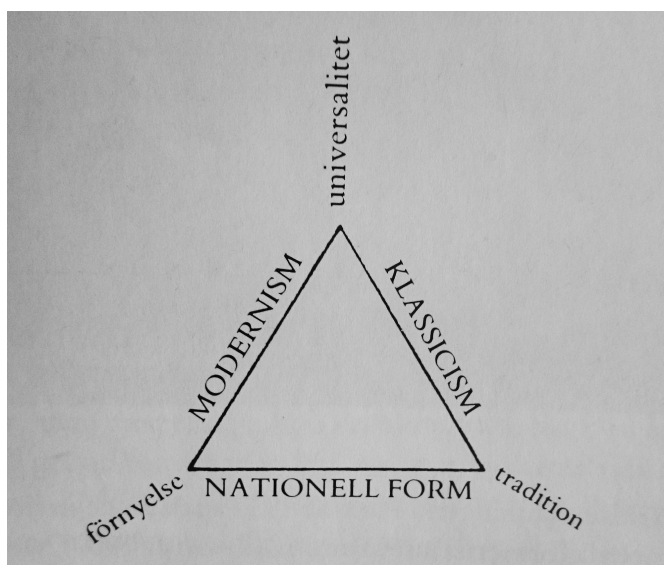 universalitet
MODERNISM
KLASSICISM
förnyelse
NATIONELL FORM
tradition